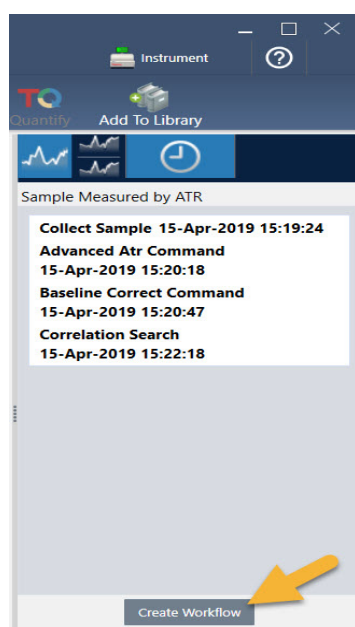 Instrument
?
TQ
Quantify
Add To Library
Sample Measured by ATR
Collect Sample 15-Apr-2019 15:19:24
Advanced Atr Command
15-Apr-2019 15:20:18
Baseline Correct Command
15-Apr-2019 15:20:47
Correlation Search
15-Apr-2019 15:22:18
Create Workflow